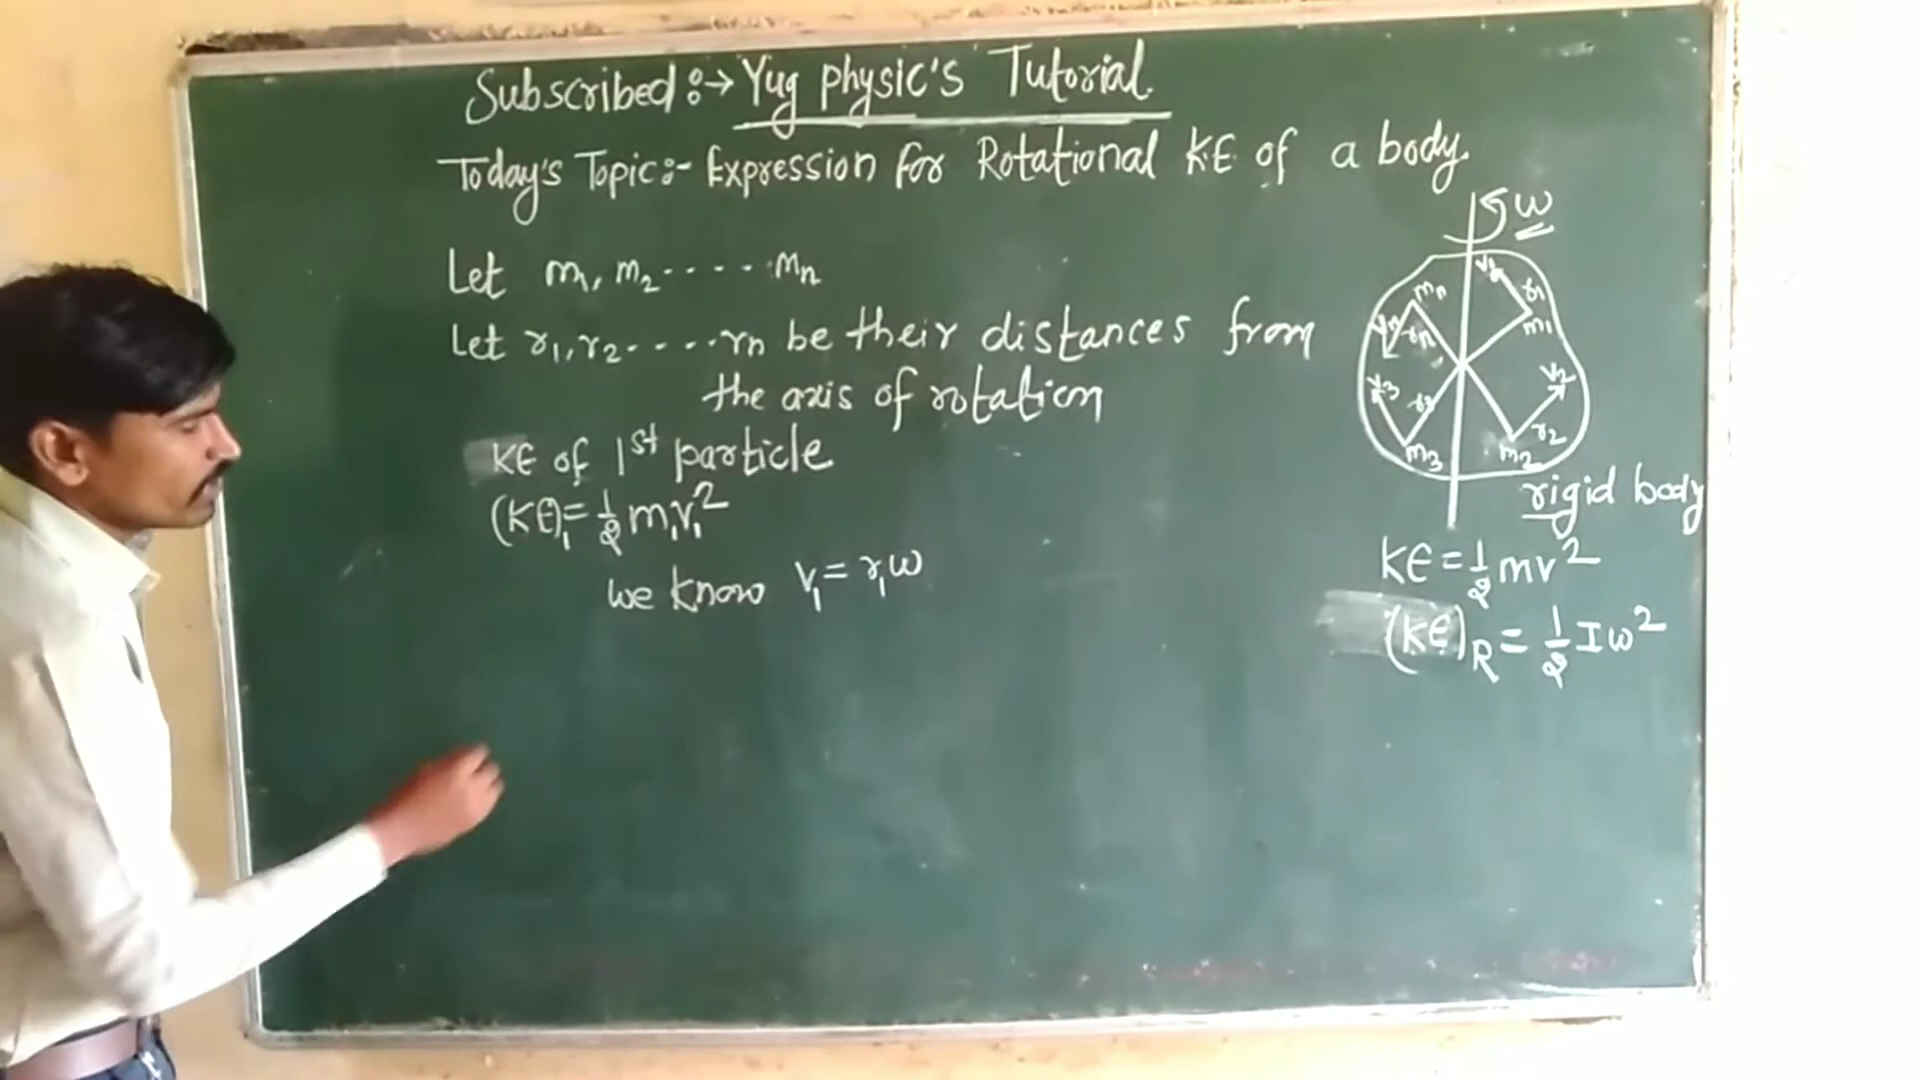 Subscribed :→ Yug physic's Tutorial.
Today's Topic :- Expression for Rotational KE of a body.
Let m1, m2 ..... mn
Let r1, r2 ..... rn be their distances from
the axis of rotation
KE of 1st particle
(KE)1 = 1/2 m1v1²
we know v1 = r1ω
ω
v1
r1
m1
mn
vn
rn
v3
r3
m3
v2
r2
m2
rigid body
KE = 1/2 mv²
(KE)R = 1/2 Iω²